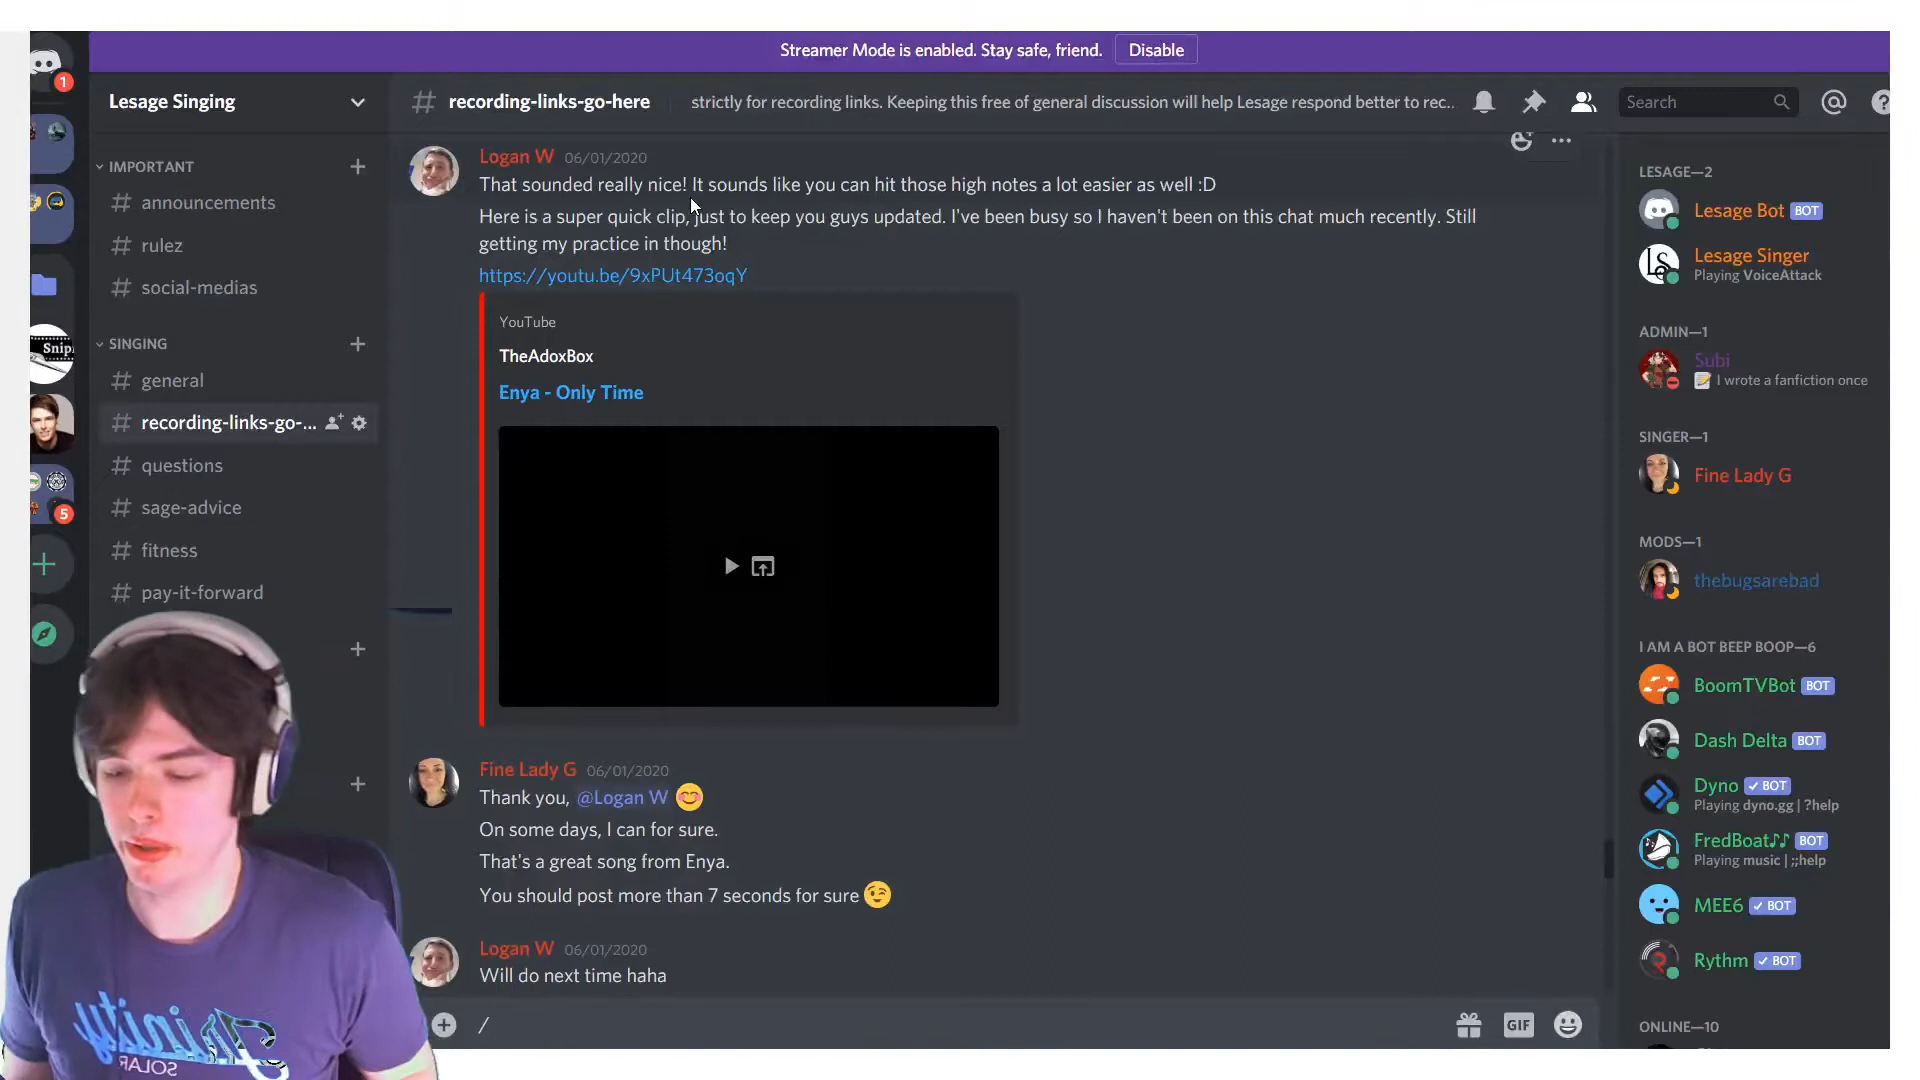 Streamer Mode is enabled. Stay safe, friend. Disable
1
Lesage Singing
# recording-links-go-here
strictly for recording links. Keeping this free of general discussion will help Lesage respond better to rec...
Search
IMPORTANT
# announcements
# rulez
# social-medias
SINGING
# general
# recording-links-go-...
# questions
# sage-advice
# fitness
# pay-it-forward
Snip
5
Logan W 06/01/2020
That sounded really nice! It sounds like you can hit those high notes a lot easier as well :D
Here is a super quick clip, just to keep you guys updated. I've been busy so I haven't been on this chat much recently. Still
getting my practice in though!
https://youtu.be/9xPUt473oqY
YouTube
TheAdoxBox
Enya - Only Time
Fine Lady G 06/01/2020
Thank you, @Logan W
On some days, I can for sure.
That's a great song from Enya.
You should post more than 7 seconds for sure
Logan W 06/01/2020
Will do next time haha
/
GIF
LESAGE—2
Lesage Bot BOT
Lesage Singer
Playing VoiceAttack
ADMIN—1
Subi
I wrote a fanfiction once
SINGER—1
Fine Lady G
MODS—1
thebugsarebad
I AM A BOT BEEP BOOP—6
BoomTVBot BOT
Dash Delta BOT
Dyno BOT
Playing dyno.gg | ?help
FredBoat♪♪ BOT
Playing music | ;;help
MEE6 BOT
Rythm BOT
ONLINE—10
SOLAR